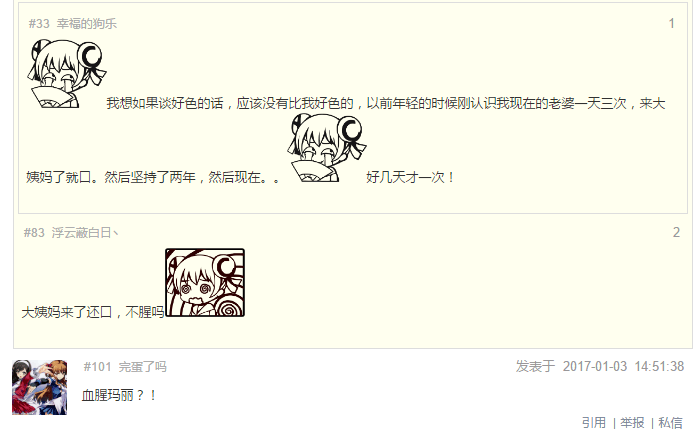 #33 幸福的狗乐 1
我想如果谈好色的话，应该没有比我好色的，以前年轻的时候刚认识我现在的老婆一天三次，来大
姨妈了就口。然后坚持了两年，然后现在。。 好几天才一次！
#83 浮云蔽白日丶 2
大姨妈来了还口，不腥吗
#101 完蛋了吗 发表于 2017-01-03 14:51:38
血腥玛丽？！
引用 | 举报 | 私信